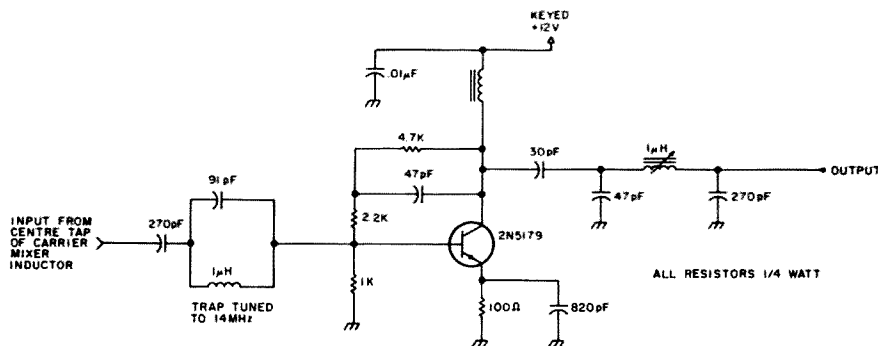 KEYED
+12V
.01µF
4.7K
47pF
30pF
1µH
OUTPUT
91pF
2.2K
2N5179
47pF
270pF
INPUT FROM
CENTRE TAP
OF CARRIER
MIXER
INDUCTOR
270pF
1µH
1K
ALL RESISTORS 1/4 WATT
TRAP TUNED
TO 14MHz
100Ω
820pF